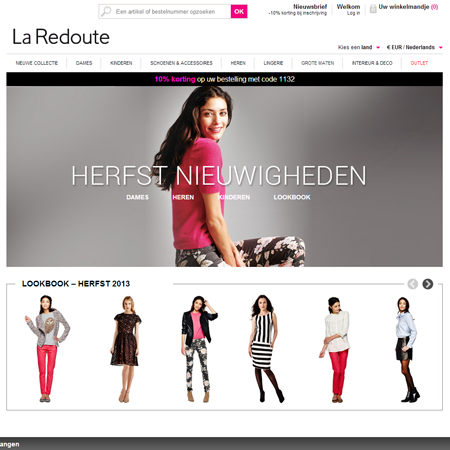 Een artikel of bestelnummer opzoeken OK
Nieuwsbrief
-10% korting bij inschrijving
Welkom
Log in
Uw winkelmandje (0)
La Redoute
Kies een land
€ EUR / Nederlands
NIEUWE COLLECTIE DAMES KINDEREN SCHOENEN & ACCESSOIRES HEREN LINGERIE GROTE MATEN INTERIEUR & DECO OUTLET
10% korting op uw bestelling met code 1132
HERFST NIEUWIGHEDEN
DAMES HEREN KINDEREN LOOKBOOK
LOOKBOOK – HERFST 2013
angen